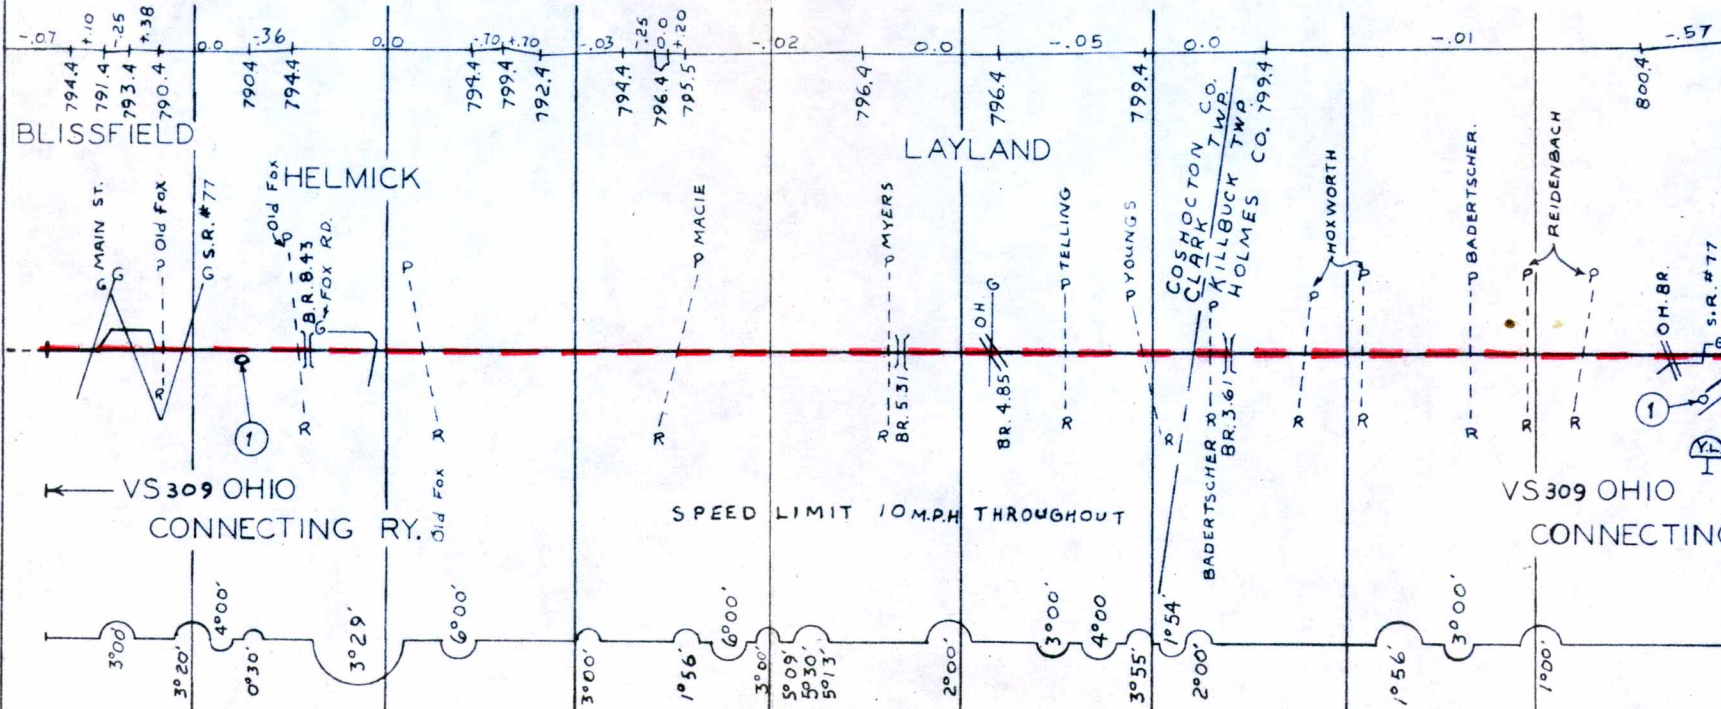 -.07 +.10 -.25 +.38 0.0 -.36 0.0 -.70 +.70 -.03 -.25 0.0 +.20 -.02 0.0 -.05 0.0 -.01 -.57
794.4 791.4 793.4 790.4 790.4 794.4 794.4 799.4 792.4 794.4 796.4 795.5 796.4 796.4 799.4 799.4 800.4
BLISSFIELD
HELMICK
LAYLAND
G MAIN ST. G
P Old Fox R
G S.R. #77
Old Fox P R
BR. 8.43
G FOX RD.
P R
Old Fox
P MACIE R
P MYERS R
BR. 5.31
OH. G
BR. 4.85
P TELLING R
P YOUNGS R
COSHOCTON CO.
CLARK TWP.
KILLBUCK TWP
HOLMES CO.
P BADERTSCHER R
BR. 3.61
HOXWORTH
P P
R R
P BADERTSCHER. R
REIDENBACH
P P
R R
OH. BR.
S.R. #77
G
1
1
VS 309 OHIO
CONNECTING RY.
SPEED LIMIT 10 M.P.H THROUGHOUT
VS 309 OHIO
CONNECTING
3°00' 3°20' 4°00' 0°30' 3°29' 6°00' 3°00' 1°56' 6°00' 3°00' 5°09' 5°30' 5°13' 2°00' 3°00' 4°00 3°55' 1°54' 2°00' 1°56' 3°00' 1°00'